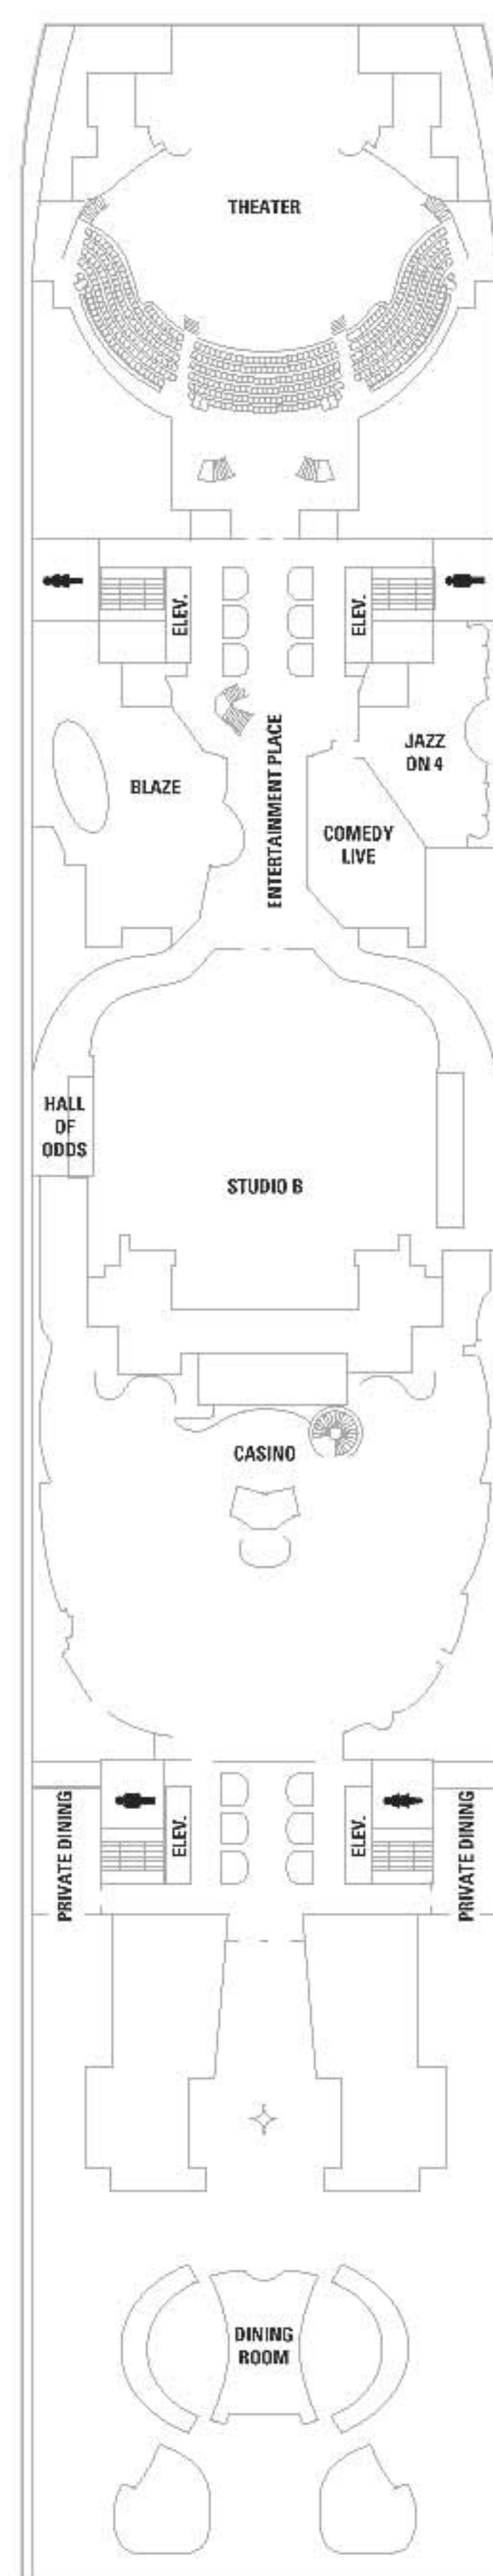 THEATER
ELEV.
ELEV.
ENTERTAINMENT PLACE
JAZZ
ON 4
BLAZE
COMEDY
LIVE
HALL
OF
ODDS
STUDIO B
CASINO
PRIVATE DINING
ELEV.
ELEV.
PRIVATE DINING
DINING
ROOM